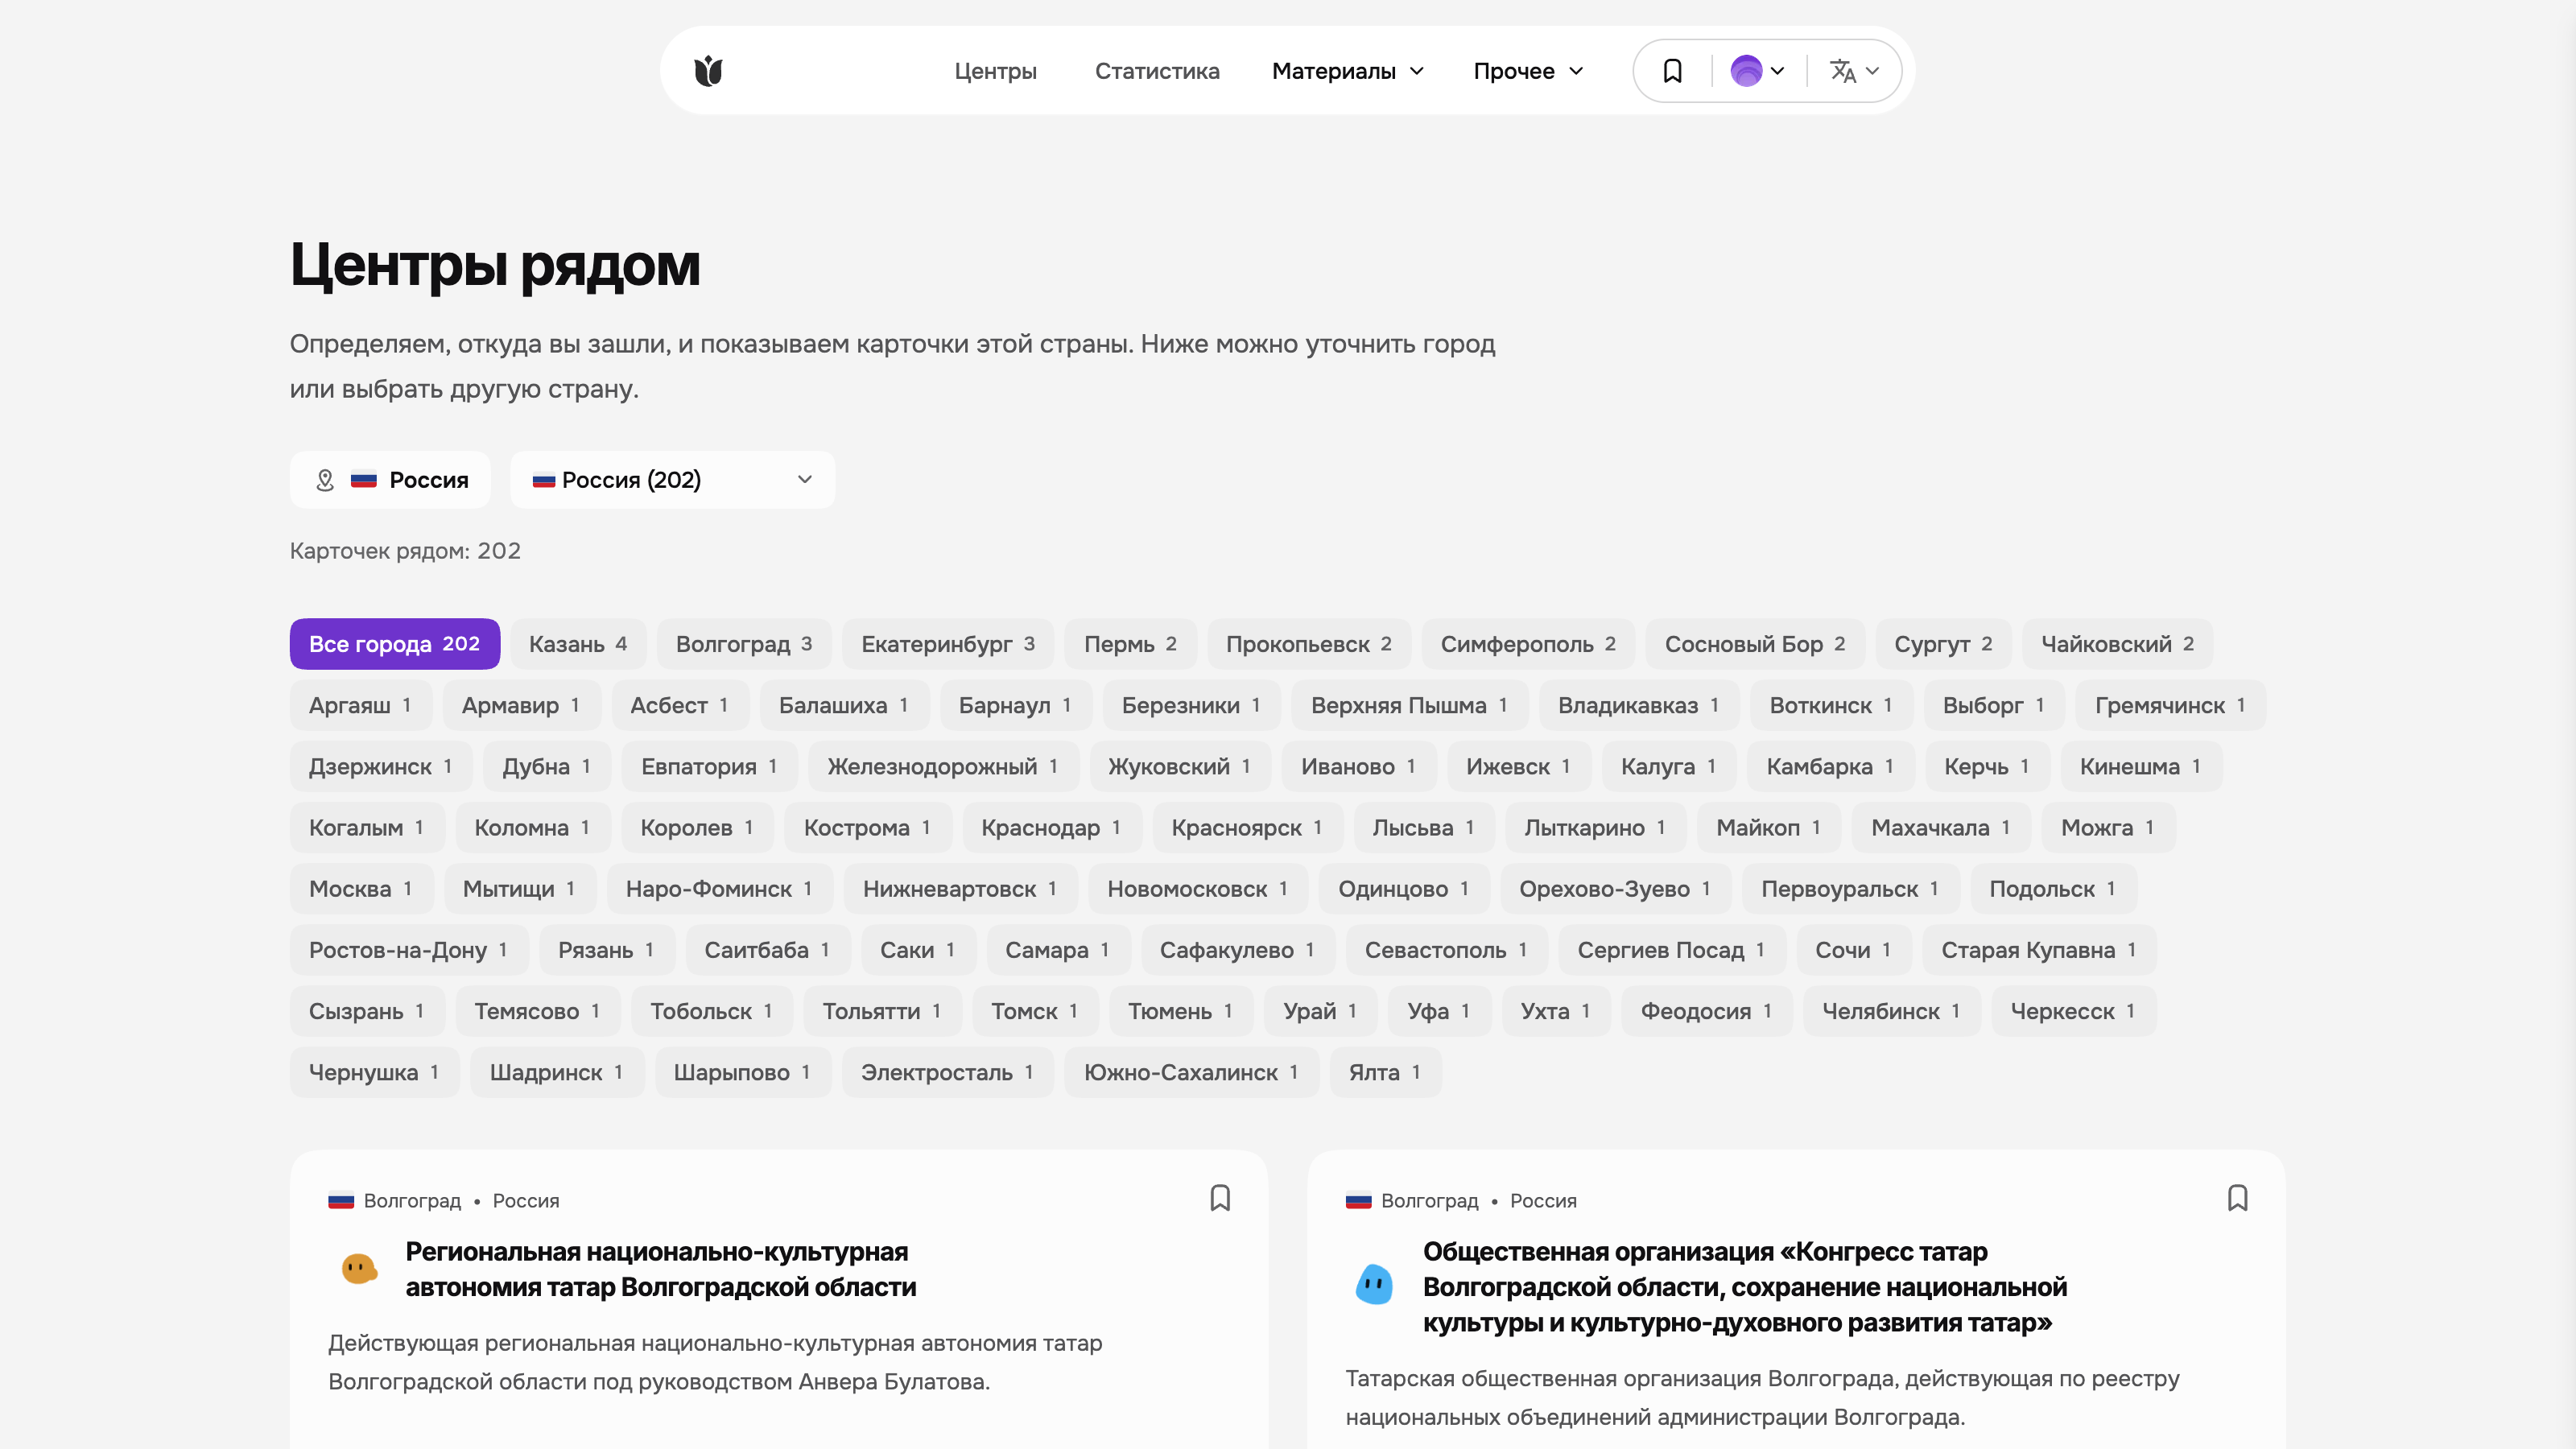 Центры Статистика Материалы Прочее
Центры рядом
Определяем, откуда вы зашли, и показываем карточки этой страны. Ниже можно уточнить город
или выбрать другую страну.
Россия Россия (202)
Карточек рядом: 202
Все города 202 Казань 4 Волгоград 3 Екатеринбург 3 Пермь 2 Прокопьевск 2 Симферополь 2 Сосновый Бор 2 Сургут 2 Чайковский 2
Аргаяш 1 Армавир 1 Асбест 1 Балашиха 1 Барнаул 1 Березники 1 Верхняя Пышма 1 Владикавказ 1 Воткинск 1 Выборг 1 Гремячинск 1
Дзержинск 1 Дубна 1 Евпатория 1 Железнодорожный 1 Жуковский 1 Иваново 1 Ижевск 1 Калуга 1 Камбарка 1 Керчь 1 Кинешма 1
Когалым 1 Коломна 1 Королев 1 Кострома 1 Краснодар 1 Красноярск 1 Лысьва 1 Лыткарино 1 Майкоп 1 Махачкала 1 Можга 1
Москва 1 Мытищи 1 Наро-Фоминск 1 Нижневартовск 1 Новомосковск 1 Одинцово 1 Орехово-Зуево 1 Первоуральск 1 Подольск 1
Ростов-на-Дону 1 Рязань 1 Саитбаба 1 Саки 1 Самара 1 Сафакулево 1 Севастополь 1 Сергиев Посад 1 Сочи 1 Старая Купавна 1
Сызрань 1 Темясово 1 Тобольск 1 Тольятти 1 Томск 1 Тюмень 1 Урай 1 Уфа 1 Ухта 1 Феодосия 1 Челябинск 1 Черкесск 1
Чернушка 1 Шадринск 1 Шарыпово 1 Электросталь 1 Южно-Сахалинск 1 Ялта 1
Волгоград • Россия
Региональная национально-культурная
автономия татар Волгоградской области
Действующая региональная национально-культурная автономия татар
Волгоградской области под руководством Анвера Булатова.
Волгоград • Россия
Общественная организация «Конгресс татар
Волгоградской области, сохранение национальной
культуры и культурно-духовного развития татар»
Татарская общественная организация Волгограда, действующая по реестру
национальных объединений администрации Волгограда.